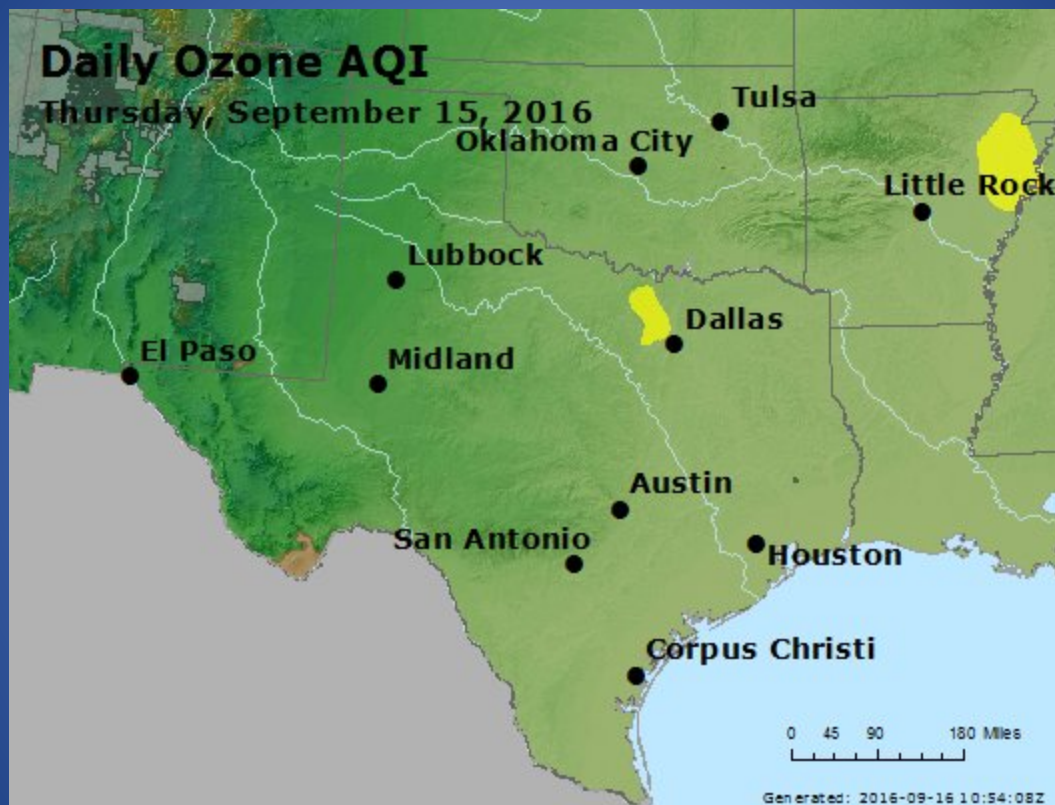 Daily Ozone AQI
Thursday, September 15, 2016
Tulsa
Oklahoma City
Little Rock
Lubbock
Dallas
El Paso
Midland
Austin
San Antonio
Houston
Corpus Christi
0 45 90 180 Miles
Generated: 2016-09-16 10:54:08Z